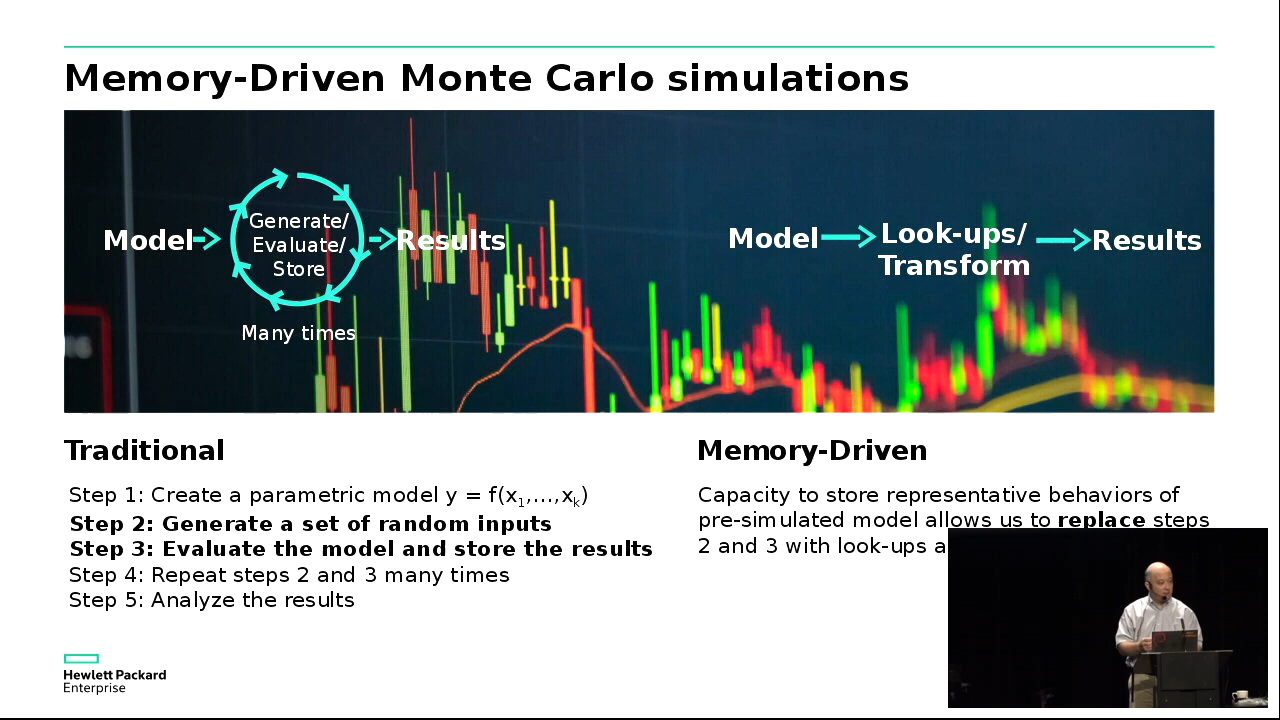 Memory-Driven Monte Carlo simulations
Model
Generate/
Evaluate/
Store
Many times
Results
Model
Look-ups/
Transform
Results
Traditional
Step 1: Create a parametric model y = f(x1,…,xk)
Step 2: Generate a set of random inputs
Step 3: Evaluate the model and store the results
Step 4: Repeat steps 2 and 3 many times
Step 5: Analyze the results
Memory-Driven
Capacity to store representative behaviors of
pre-simulated model allows us to replace steps
2 and 3 with look-ups
Hewlett Packard
Enterprise